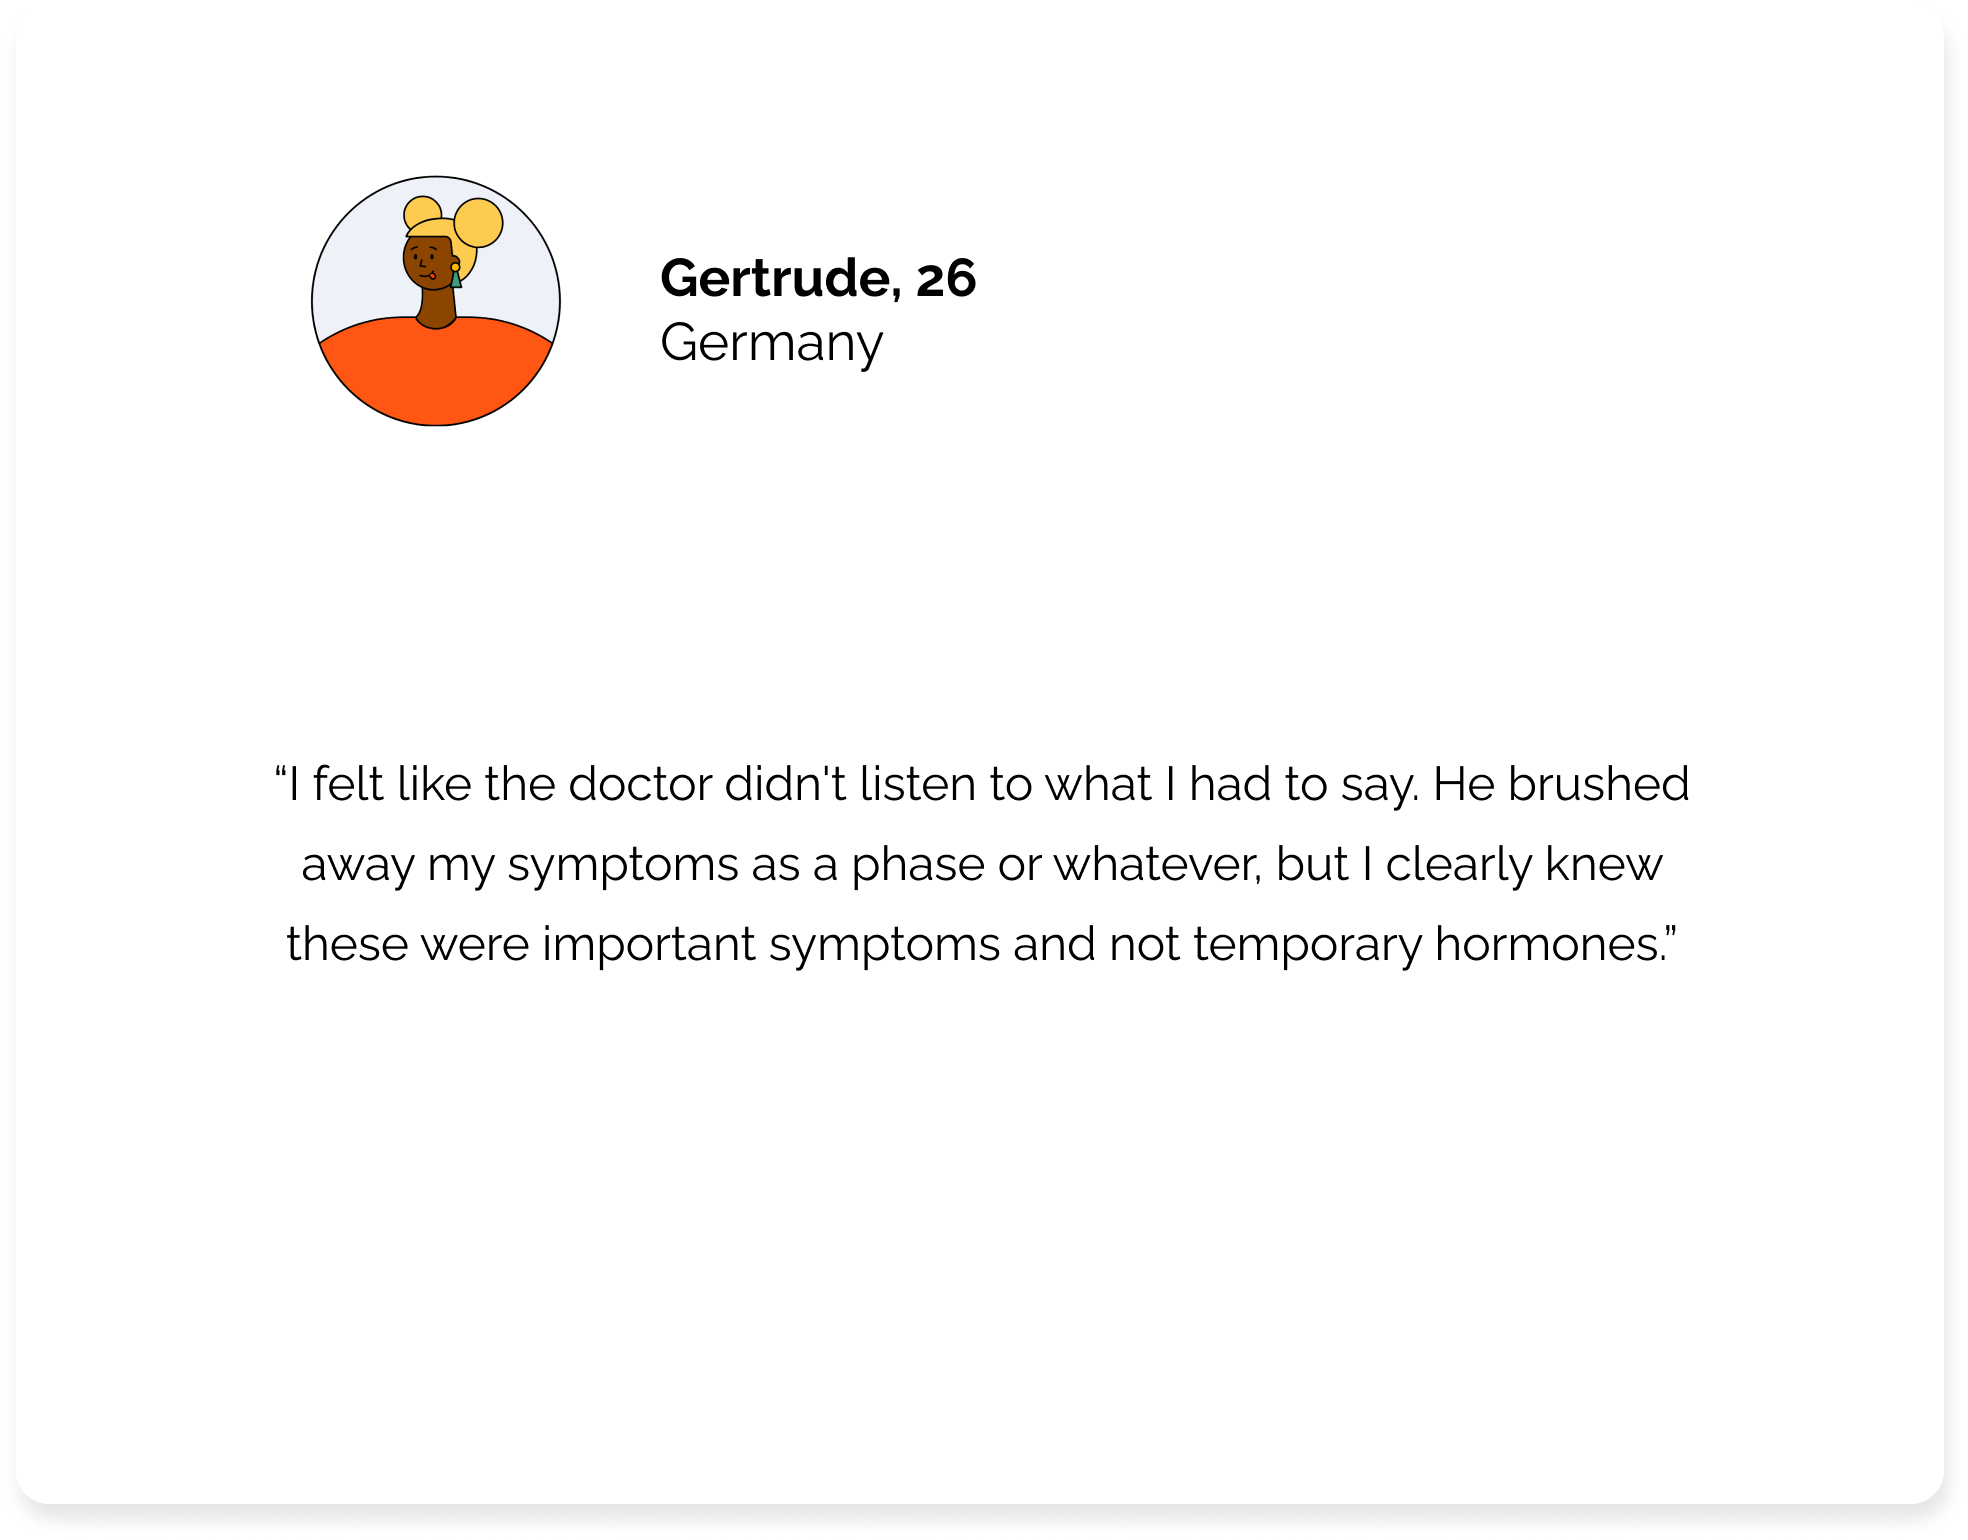 Gertrude, 26
Germany
“I felt like the doctor didn't listen to what I had to say. He brushed
away my symptoms as a phase or whatever, but I clearly knew
these were important symptoms and not temporary hormones.”